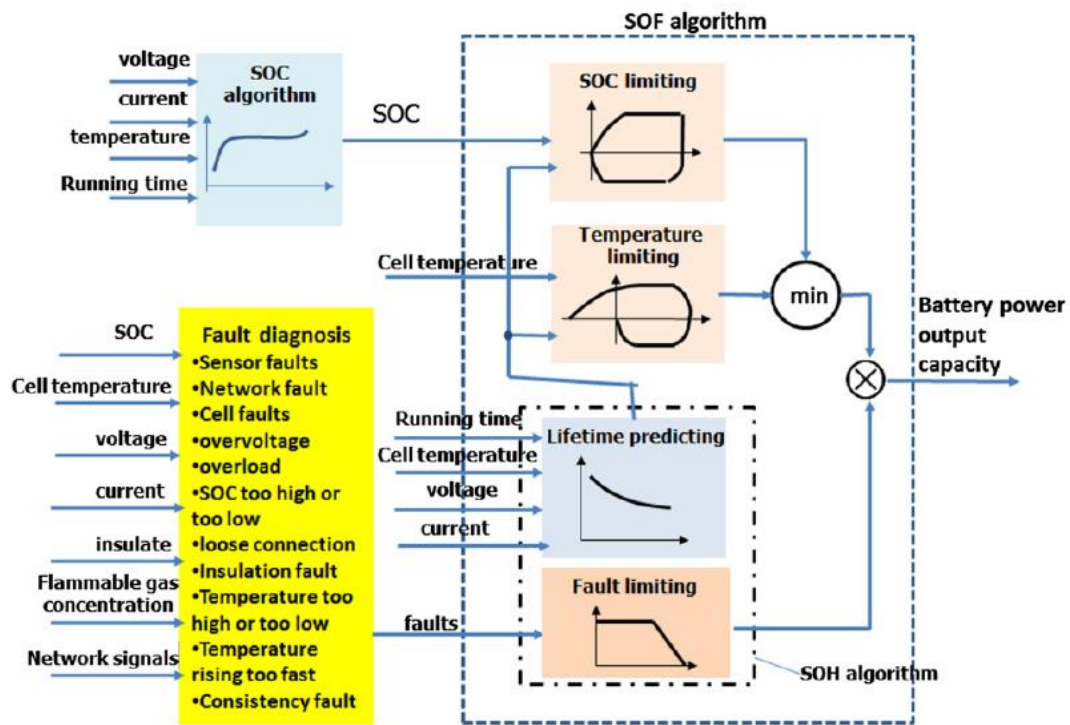 SOF algorithm
voltage
current
temperature
Running time
SOC
algorithm
SOC
SOC limiting
Cell temperature
Temperature
limiting
min
Battery power
output
capacity
SOC
Cell temperature
voltage
current
insulate
Flammable gas
concentration
Network signals
Fault diagnosis
•Sensor faults
•Network fault
•Cell faults
•overvoltage
•overload
•SOC too high or
too low
•loose connection
•Insulation fault
•Temperature too
high or too low
•Temperature
rising too fast
•Consistency fault
Running time
Cell temperature
voltage
current
Lifetime predicting
faults
Fault limiting
SOH algorithm